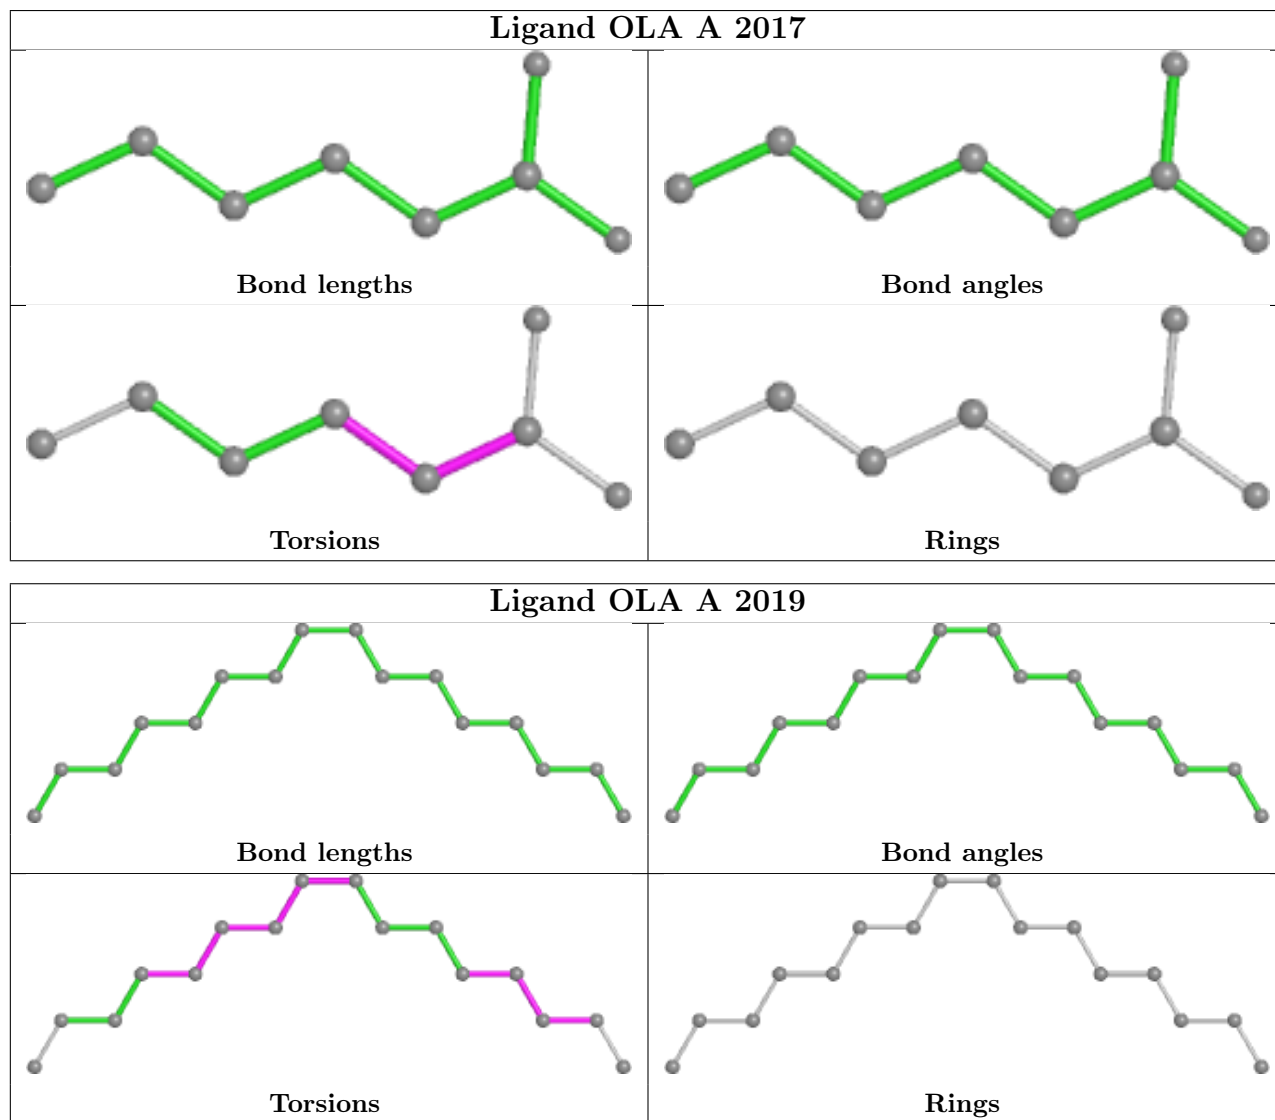 Ligand OLA A 2017
Bond lengths
Bond angles
Torsions
Rings
Ligand OLA A 2019
Bond lengths
Bond angles
Torsions
Rings